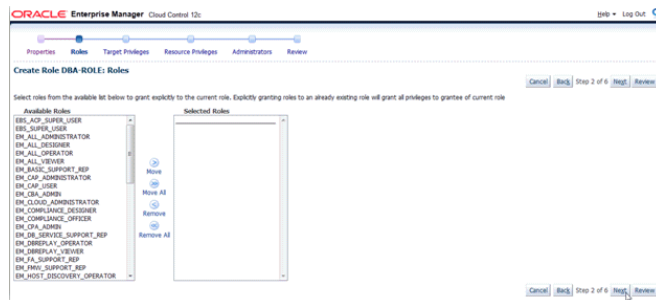 ORACLE Enterprise Manager Cloud Control 12c
Help Log Out
Properties Roles Target Privileges Resource Privileges Administrators Review
Create Role DBA-ROLE: Roles
Cancel Back Step 2 of 6 Next Review
Select roles from the available list below to grant explicitly to the current role. Explicitly granting roles to an already existing role will grant all privileges to grantee of current role
Available Roles Selected Roles
EBS_ACP_SUPER_USER
EBS_SUPER_USER
EM_ALL_ADMINISTRATOR
EM_ALL_DESIGNER
EM_ALL_OPERATOR
EM_ALL_VIEWER
EM_BASIC_SUPPORT_REP
EM_CAP_ADMINISTRATOR
EM_CAP_USER
EM_CBA_ADMIN
EM_CLOUD_ADMINISTRATOR
EM_COMPLIANCE_DESIGNER
EM_COMPLIANCE_OFFICER
EM_CPA_ADMIN
EM_DB_SERVICE_SUPPORT_REP
EM_DBREPLAY_OPERATOR
EM_DBREPLAY_VIEWER
EM_FA_SUPPORT_REP
EM_FMW_SUPPORT_REP
EM_HOST_DISCOVERY_OPERATOR
Move
Move All
Remove
Remove All
Cancel Back Step 2 of 6 Next Review